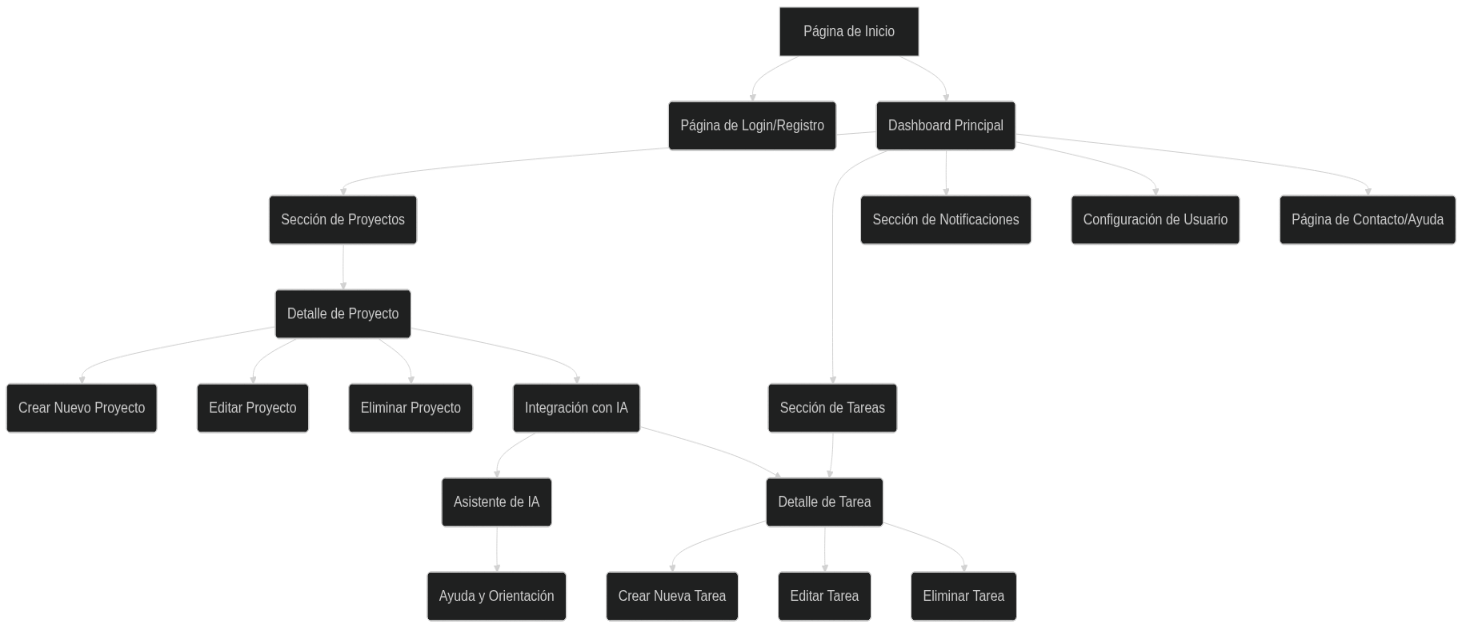 Página de Inicio
Página de Login/Registro
Dashboard Principal
Sección de Proyectos
Sección de Notificaciones
Configuración de Usuario
Página de Contacto/Ayuda
Detalle de Proyecto
Crear Nuevo Proyecto
Editar Proyecto
Eliminar Proyecto
Integración con IA
Sección de Tareas
Asistente de IA
Detalle de Tarea
Ayuda y Orientación
Crear Nueva Tarea
Editar Tarea
Eliminar Tarea